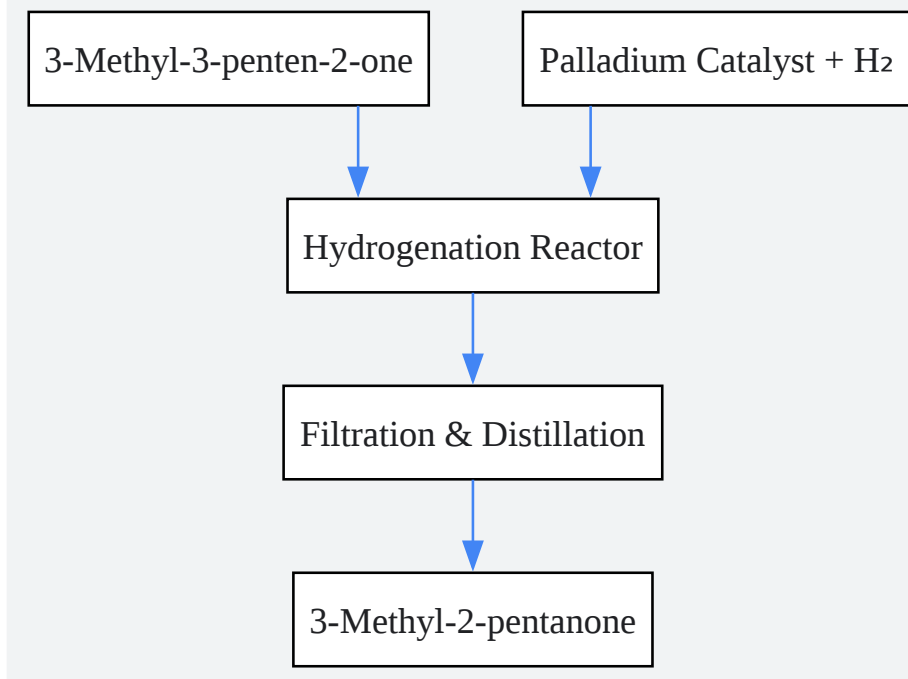 3-Methyl-3-penten-2-one
Palladium Catalyst + H₂
Hydrogenation Reactor
Filtration & Distillation
3-Methyl-2-pentanone